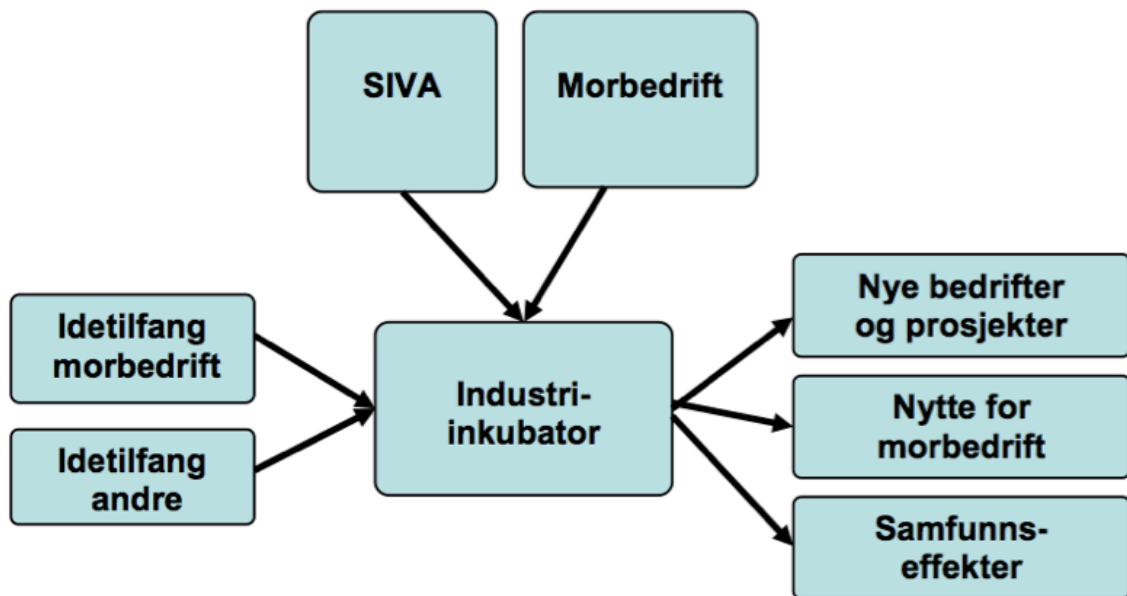 SIVA
Morbedrift
Idetilfang
morbedrift
Idetilfang
andre
Industri-
inkubator
Nye bedrifter
og prosjekter
Nytte for
morbedrift
Samfunns-
effekter